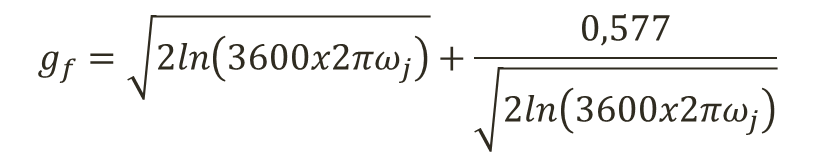 g_f = √2ln(3600x2πω_j) + 0,577 / √2ln(3600x2πω_j)